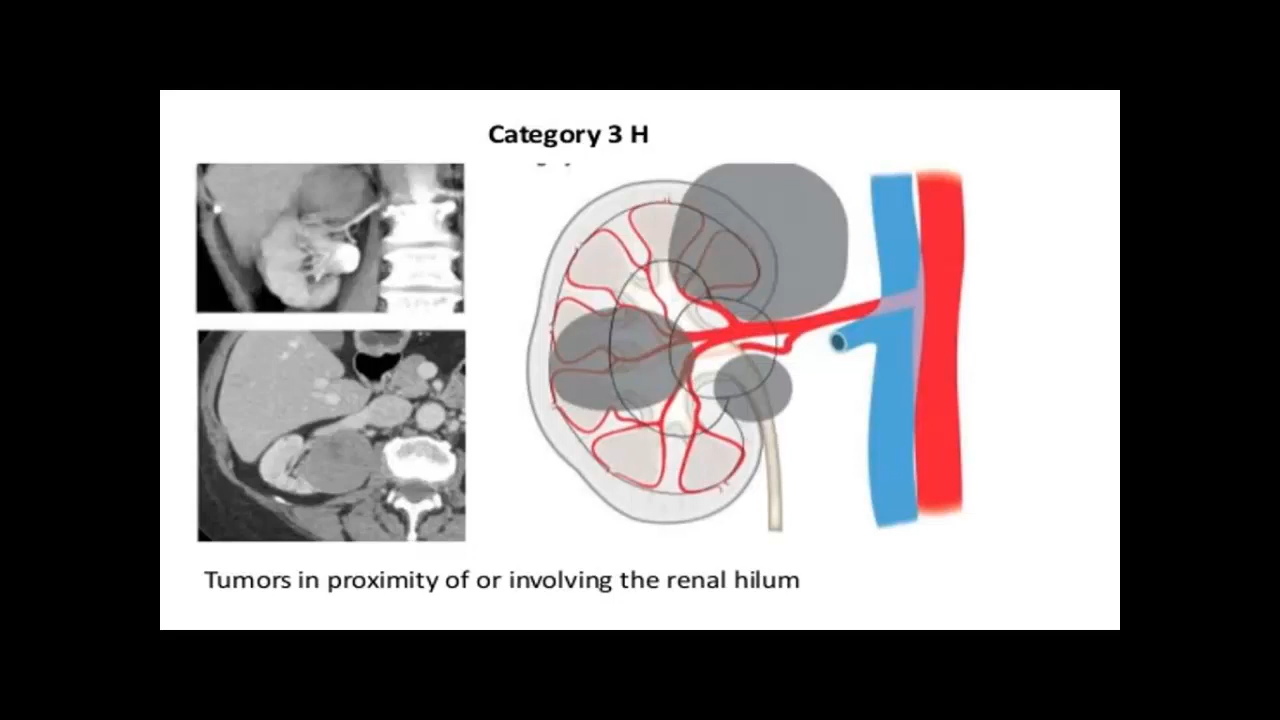 Category 3 H
Tumors in proximity of or involving the renal hilum